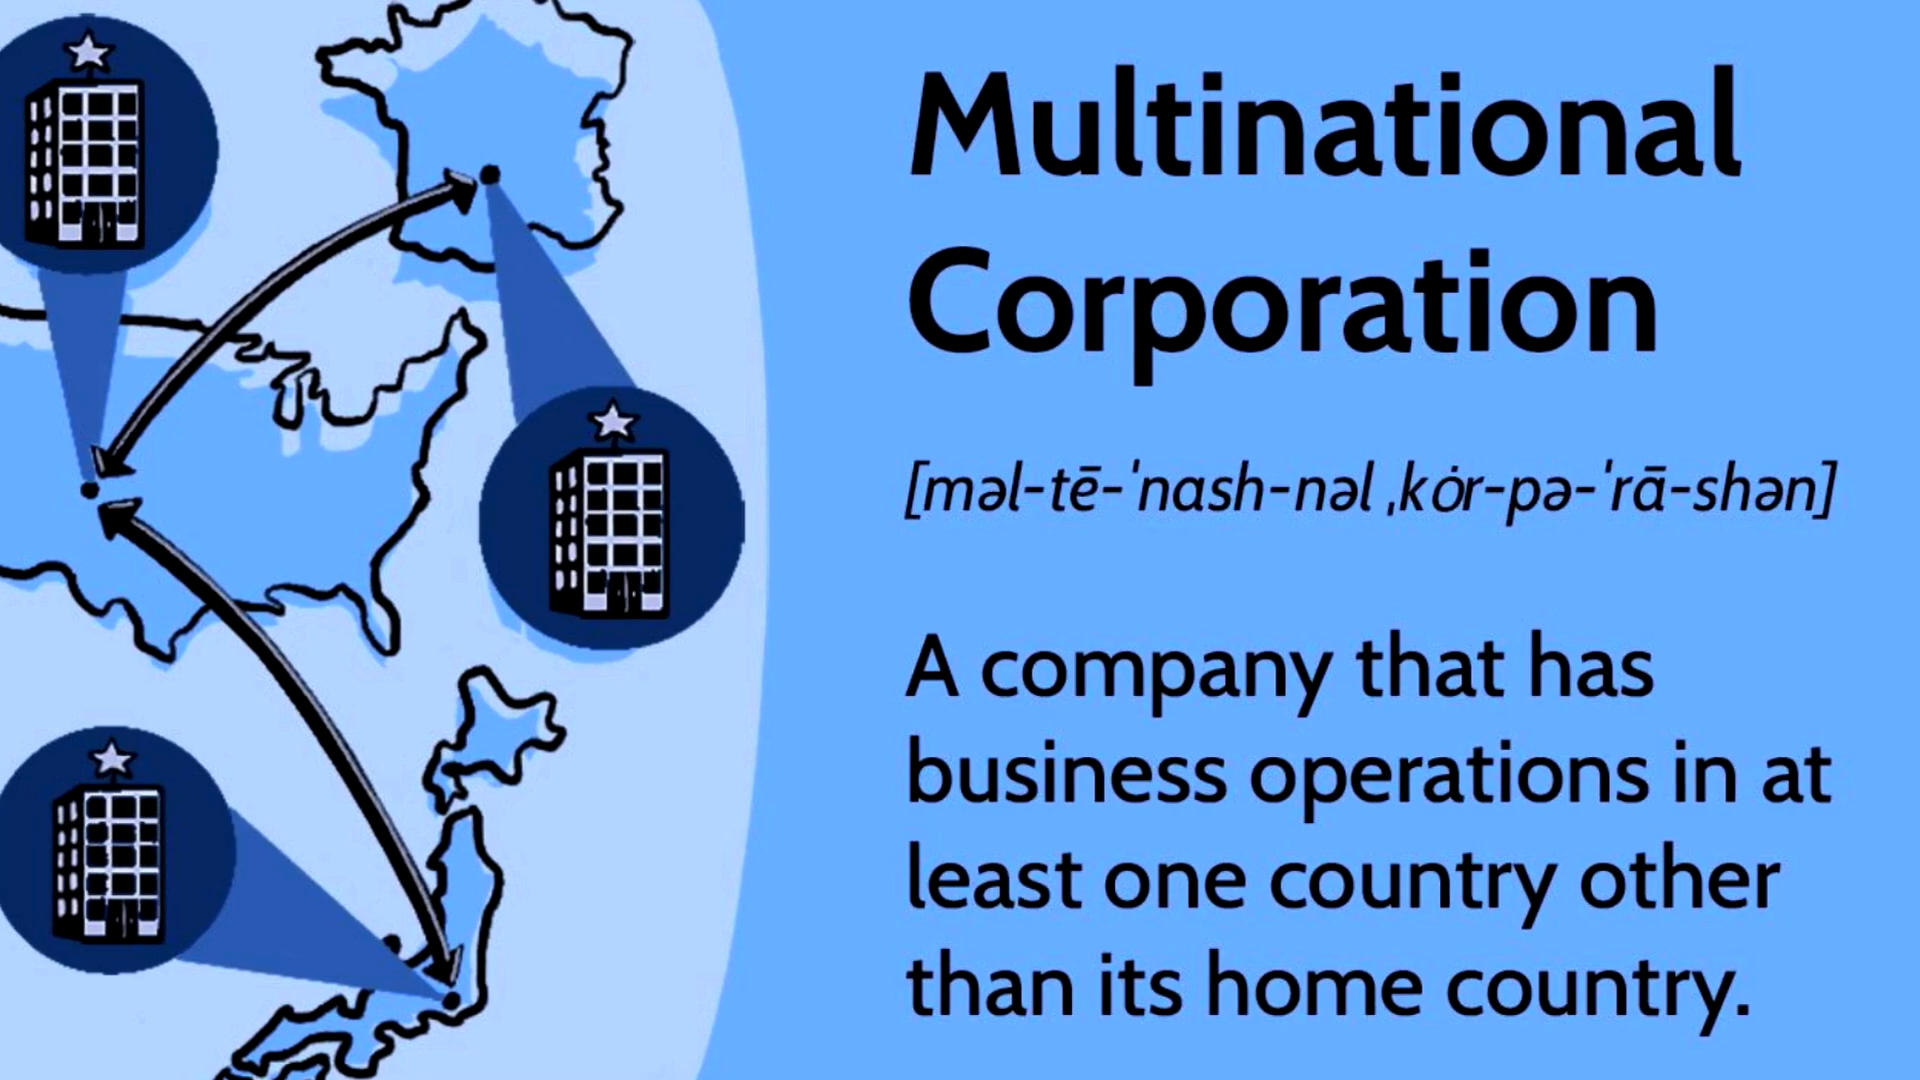 Multinational
Corporation
[məl-tē-ˈnash-nəl ˌkȯr-pə-ˈrā-shən]
A company that has
business operations in at
least one country other
than its home country.